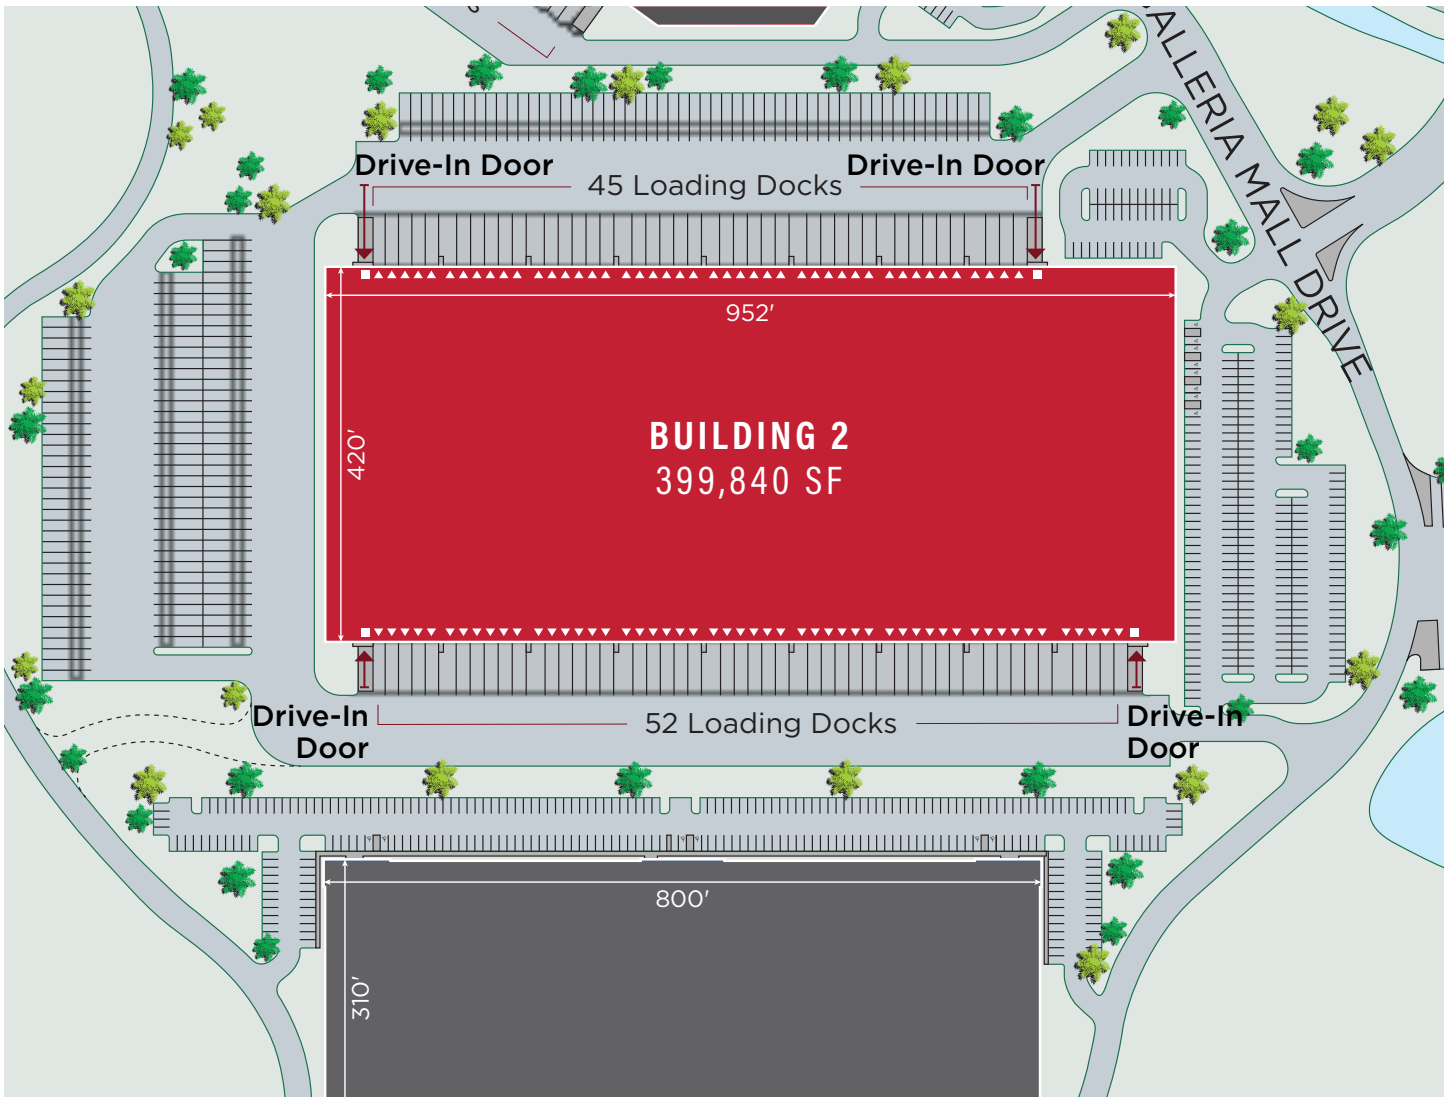 GALLERIA MALL DRIVE
Drive-In Door
Drive-In Door
45 Loading Docks
952'
420'
BUILDING 2
399,840 SF
52 Loading Docks
Drive-In
Door
Drive-In
Door
800'
310'